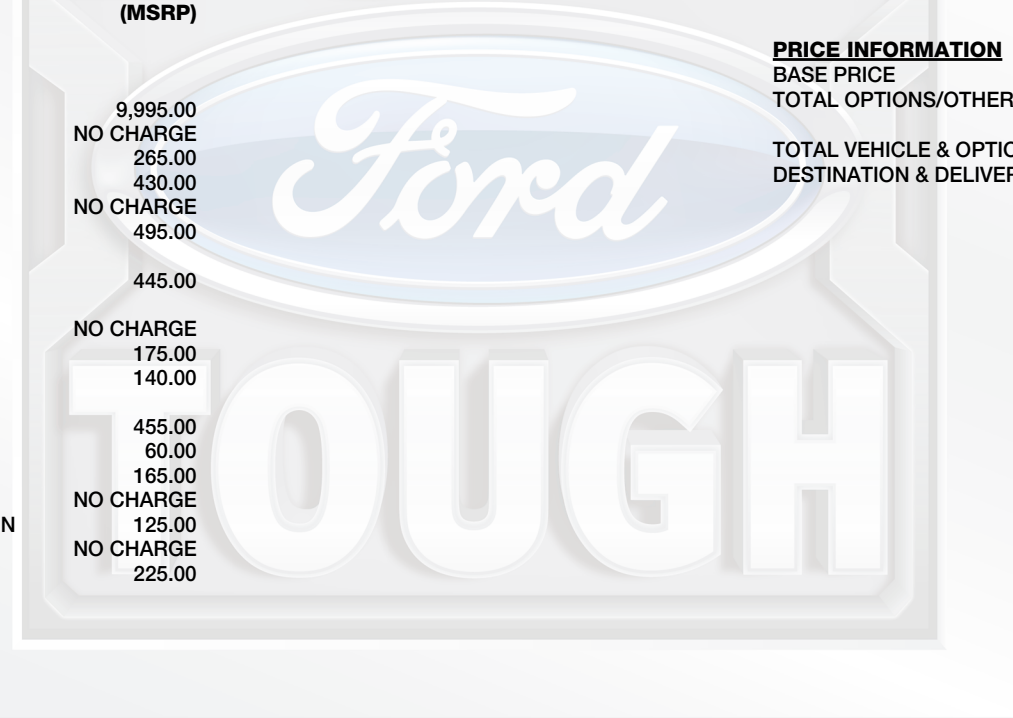 (MSRP)
9,995.00
NO CHARGE
265.00
430.00
NO CHARGE
495.00
445.00
NO CHARGE
175.00
140.00
455.00
60.00
165.00
NO CHARGE
N 125.00
NO CHARGE
225.00
PRICE INFORMATION
BASE PRICE
TOTAL OPTIONS/OTHER
TOTAL VEHICLE & OPTIO
DESTINATION & DELIVER
Ford
TOUGH